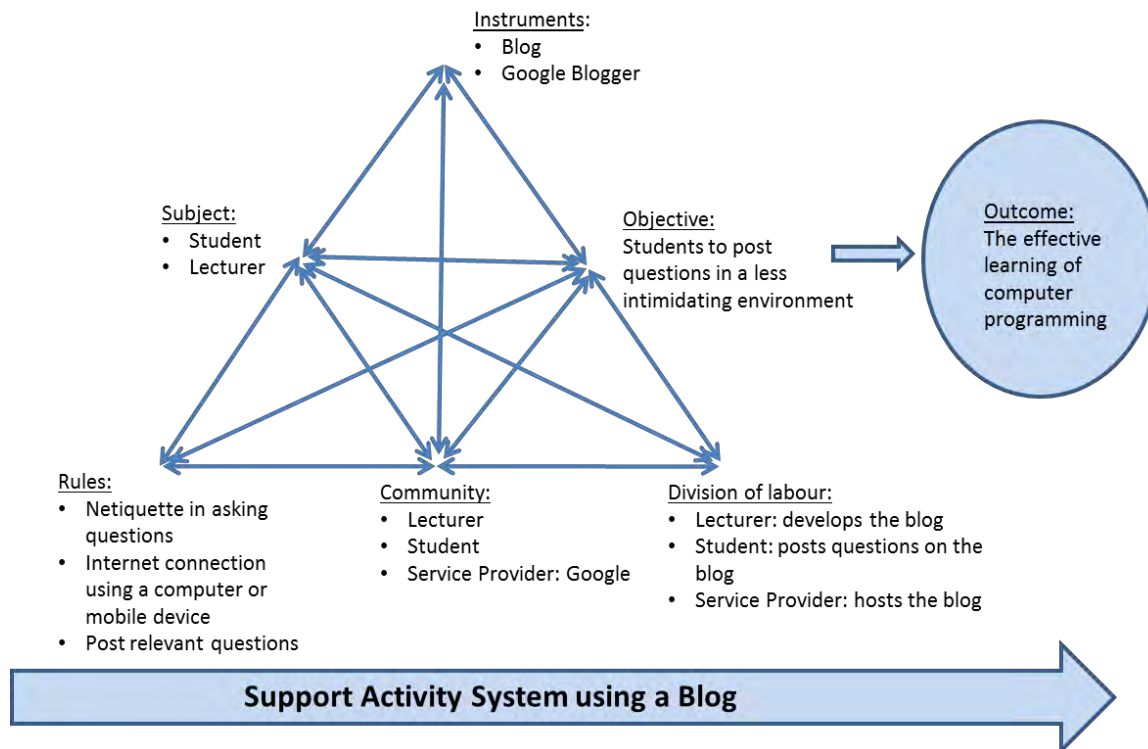 Instruments:
• Blog
• Google Blogger
Subject:
• Student
• Lecturer
Objective:
Students to post
questions in a less
intimidating environment
Outcome:
The effective
learning of
computer
programming
Rules:
• Netiquette in asking
questions
• Internet connection
using a computer or
mobile device
• Post relevant questions
Community:
• Lecturer
• Student
• Service Provider: Google
Division of labour:
• Lecturer: develops the blog
• Student: posts questions on the
blog
• Service Provider: hosts the blog
Support Activity System using a Blog